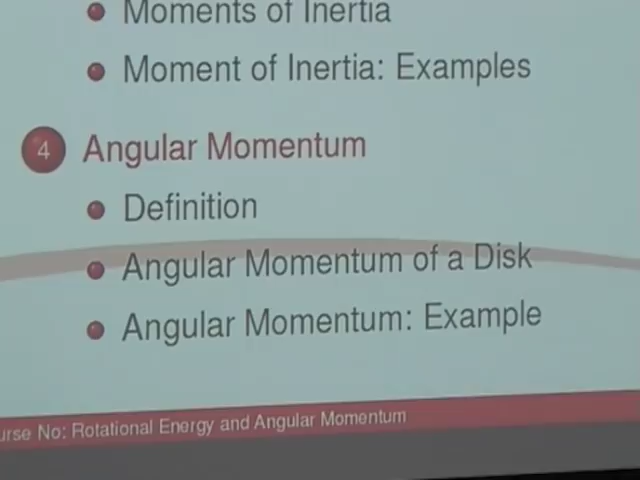 Moments of Inertia
Moment of Inertia: Examples
4 Angular Momentum
Definition
Angular Momentum of a Disk
Angular Momentum: Example
No: Rotational Energy and Angular Momentum